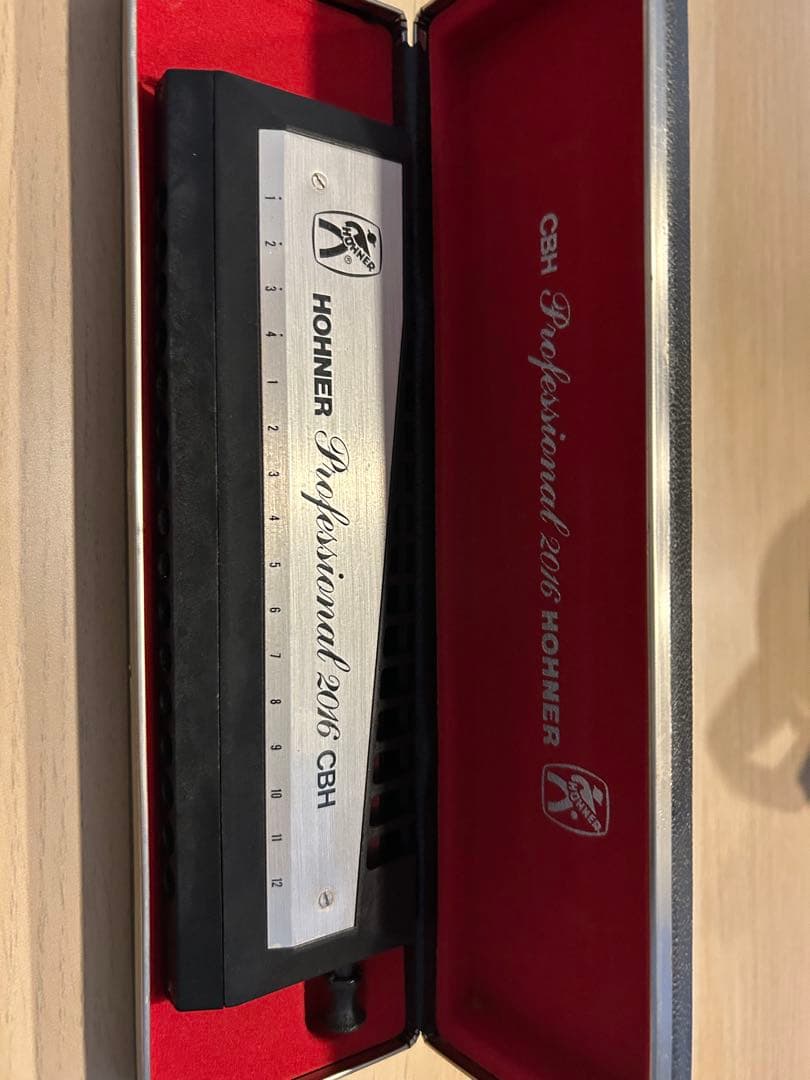 HOHNER
®
HOHNER Professional 2016 CBH
1 2 3 4 1 2 3 4 5 6 7 8 9 10 11 12
CBH Professional 2016 HOHNER
HOHNER
®